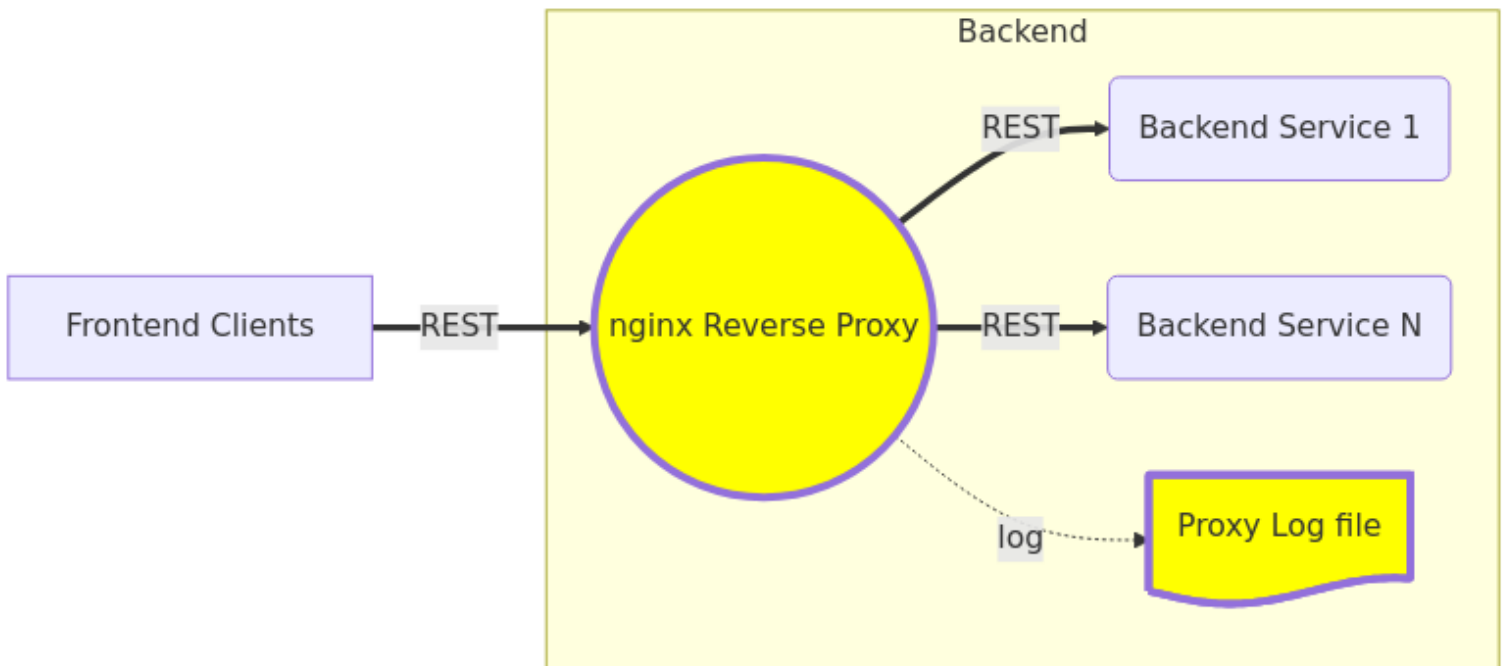 Backend
Frontend Clients
REST
nginx Reverse Proxy
REST
Backend Service 1
REST
Backend Service N
log
Proxy Log file